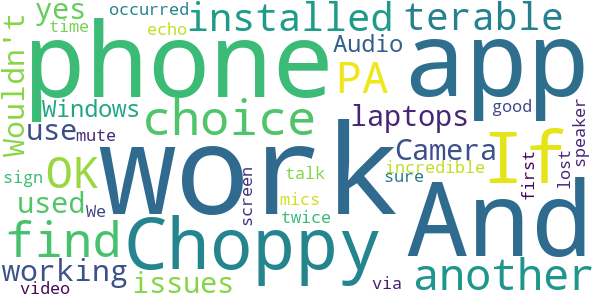 yes
occurred
installed
terable
time
echo
Wouldn't
phone
Audio
app
PA
Windows
choice
laptops
good
use
mute
work
Camera
If
speaker
OK
talk
incredible
sign
sure
first
lost
used
We
screen
mics
And
find
Choppy
twice
another
working
issues
via
video